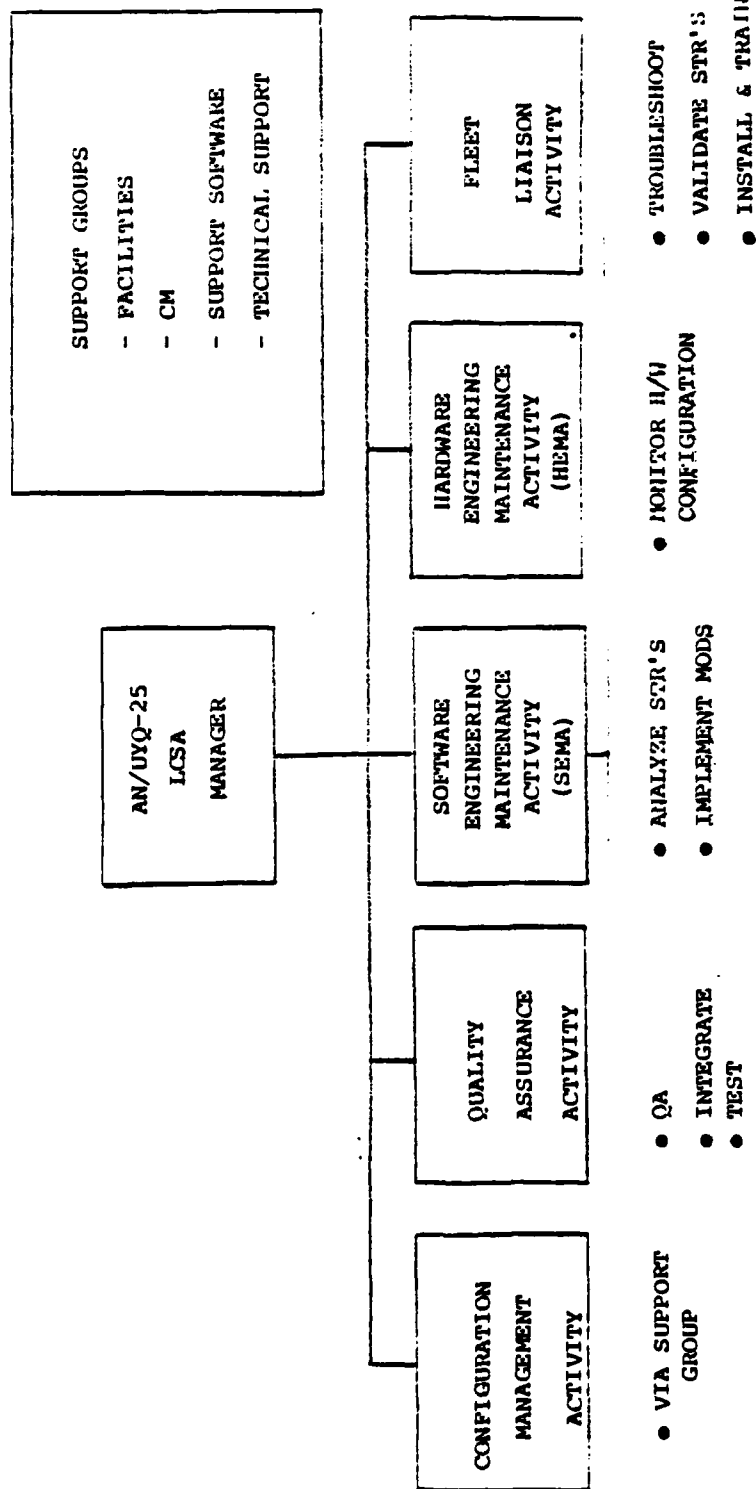 SUPPORT GROUPS
- FACILITIES
- CM
- SUPPORT SOFTWARE
- TECHNICAL SUPPORT
AN/UYQ-25
LCSA
MANAGER
CONFIGURATION
MANAGEMENT
ACTIVITY
● VIA SUPPORT
GROUP
QUALITY
ASSURANCE
ACTIVITY
● QA
● INTEGRATE
● TEST
SOFTWARE
ENGINEERING
MAINTENANCE
ACTIVITY
(SEMA)
● ANALYZE STR'S
● IMPLEMENT MODS
HARDWARE
ENGINEERING
MAINTENANCE
ACTIVITY
(HEMA)
● MONITOR H/W
CONFIGURATION
FLEET
LIAISON
ACTIVITY
● TROUBLESHOOT
● VALIDATE STR'S
● INSTALL & TRAIN